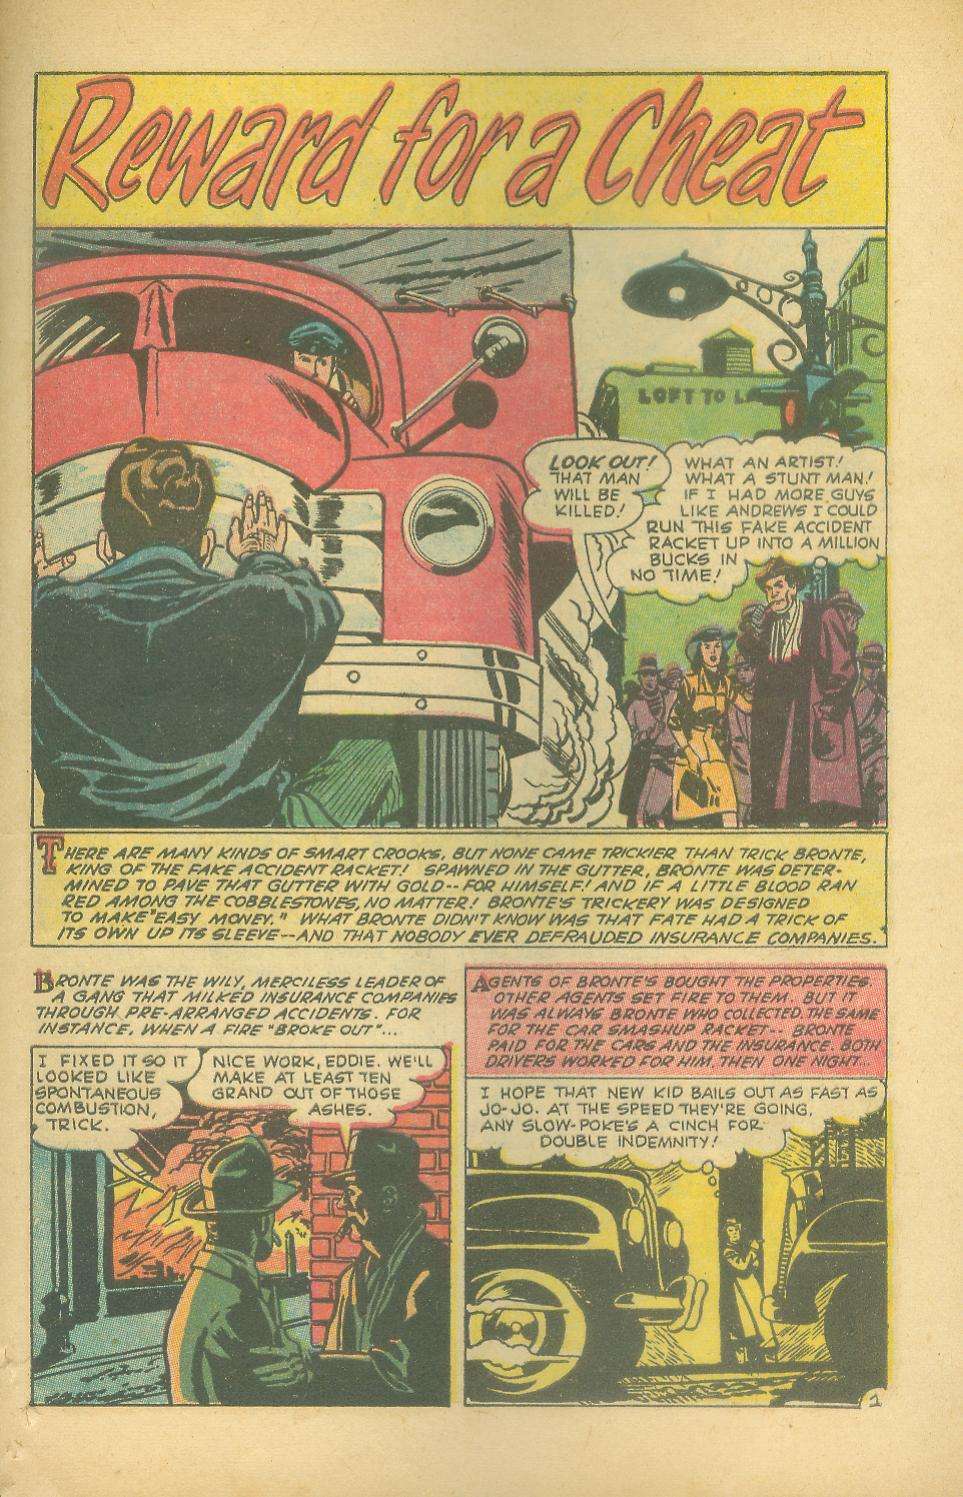 Reward for a Cheat
LOFT TO
LOOK OUT!
THAT MAN
WILL BE
KILLED!
WHAT AN ARTIST!
WHAT A STUNT MAN!
IF I HAD MORE GUYS
LIKE ANDREWS I COULD
RUN THIS FAKE ACCIDENT
RACKET UP INTO A MILLION
BUCKS IN
NO TIME!
THERE ARE MANY KINDS OF SMART CROOKS, BUT NONE CAME TRICKIER THAN TRICK BRONTE,
KING OF THE FAKE ACCIDENT RACKET! SPAWNED IN THE GUTTER, BRONTE WAS DETER-
MINED TO PAVE THAT GUTTER WITH GOLD--FOR HIMSELF! AND IF A LITTLE BLOOD RAN
RED AMONG THE COBBLESTONES, NO MATTER! BRONTE'S TRICKERY WAS DESIGNED
TO MAKE "EASY MONEY." WHAT BRONTE DIDN'T KNOW WAS THAT FATE HAD A TRICK OF
ITS OWN UP ITS SLEEVE--AND THAT NOBODY EVER DEFRAUDED INSURANCE COMPANIES.
BRONTE WAS THE WILY, MERCILESS LEADER OF
A GANG THAT MILKED INSURANCE COMPANIES
THROUGH PRE-ARRANGED ACCIDENTS. FOR
INSTANCE, WHEN A FIRE "BROKE OUT"...
I FIXED IT SO IT
LOOKED LIKE
SPONTANEOUS
COMBUSTION,
TRICK.
NICE WORK, EDDIE. WE'LL
MAKE AT LEAST TEN
GRAND OUT OF THOSE
ASHES.
AGENTS OF BRONTE'S BOUGHT THE PROPERTIES.
OTHER AGENTS SET FIRE TO THEM. BUT IT
WAS ALWAYS BRONTE WHO COLLECTED. THE SAME
FOR THE CAR SMASHUP RACKET-- BRONTE
PAID FOR THE CARS AND THE INSURANCE. BOTH
DRIVERS WORKED FOR HIM. THEN ONE NIGHT.
I HOPE THAT NEW KID BAILS OUT AS FAST AS
JO-JO. AT THE SPEED THEY'RE GOING,
ANY SLOW-POKE'S A CINCH FOR
DOUBLE INDEMNITY!
1